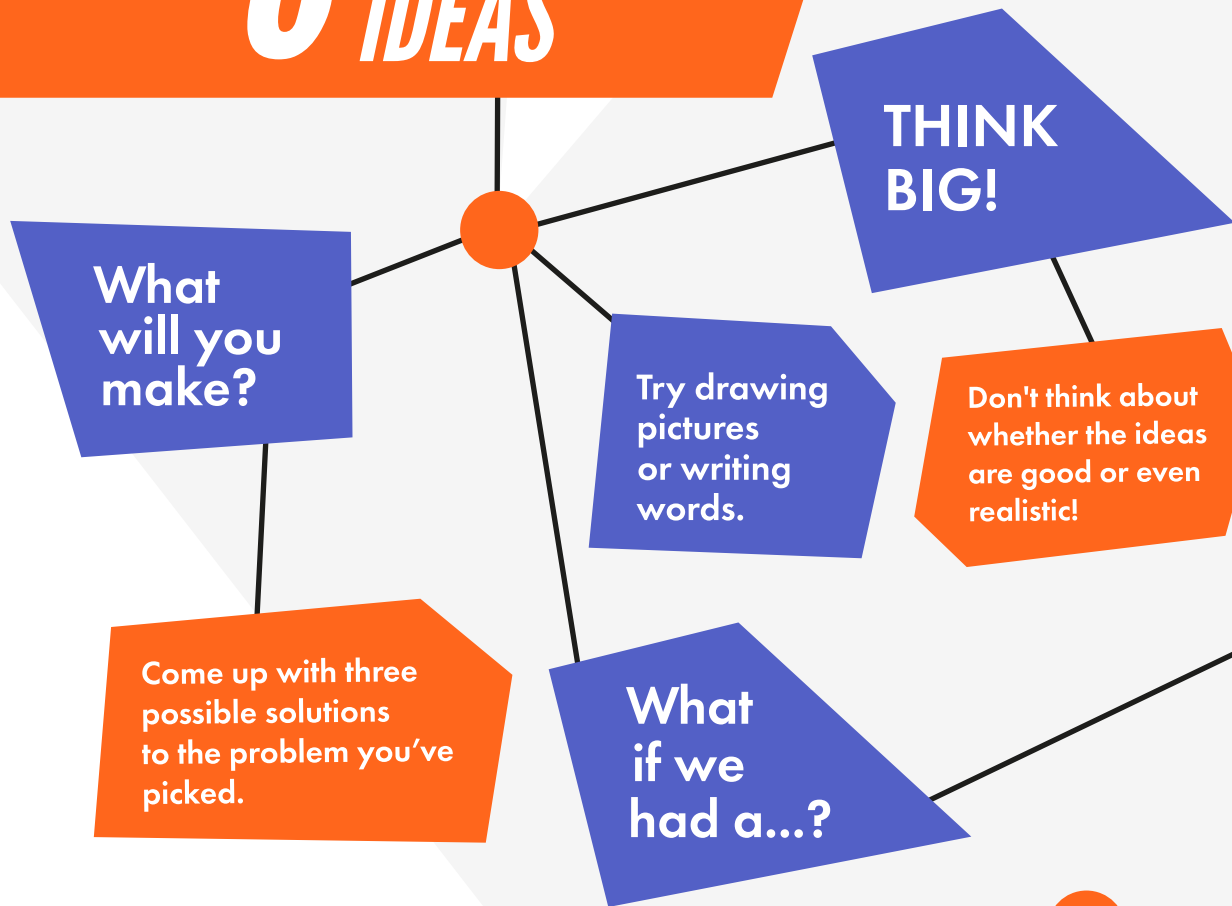 IDEAS
THINK
BIG!
What
will you
make?
Try drawing
pictures
or writing
words.
Don't think about
whether the ideas
are good or even
realistic!
Come up with three
possible solutions
to the problem you’ve
picked.
What
if we
had a...?